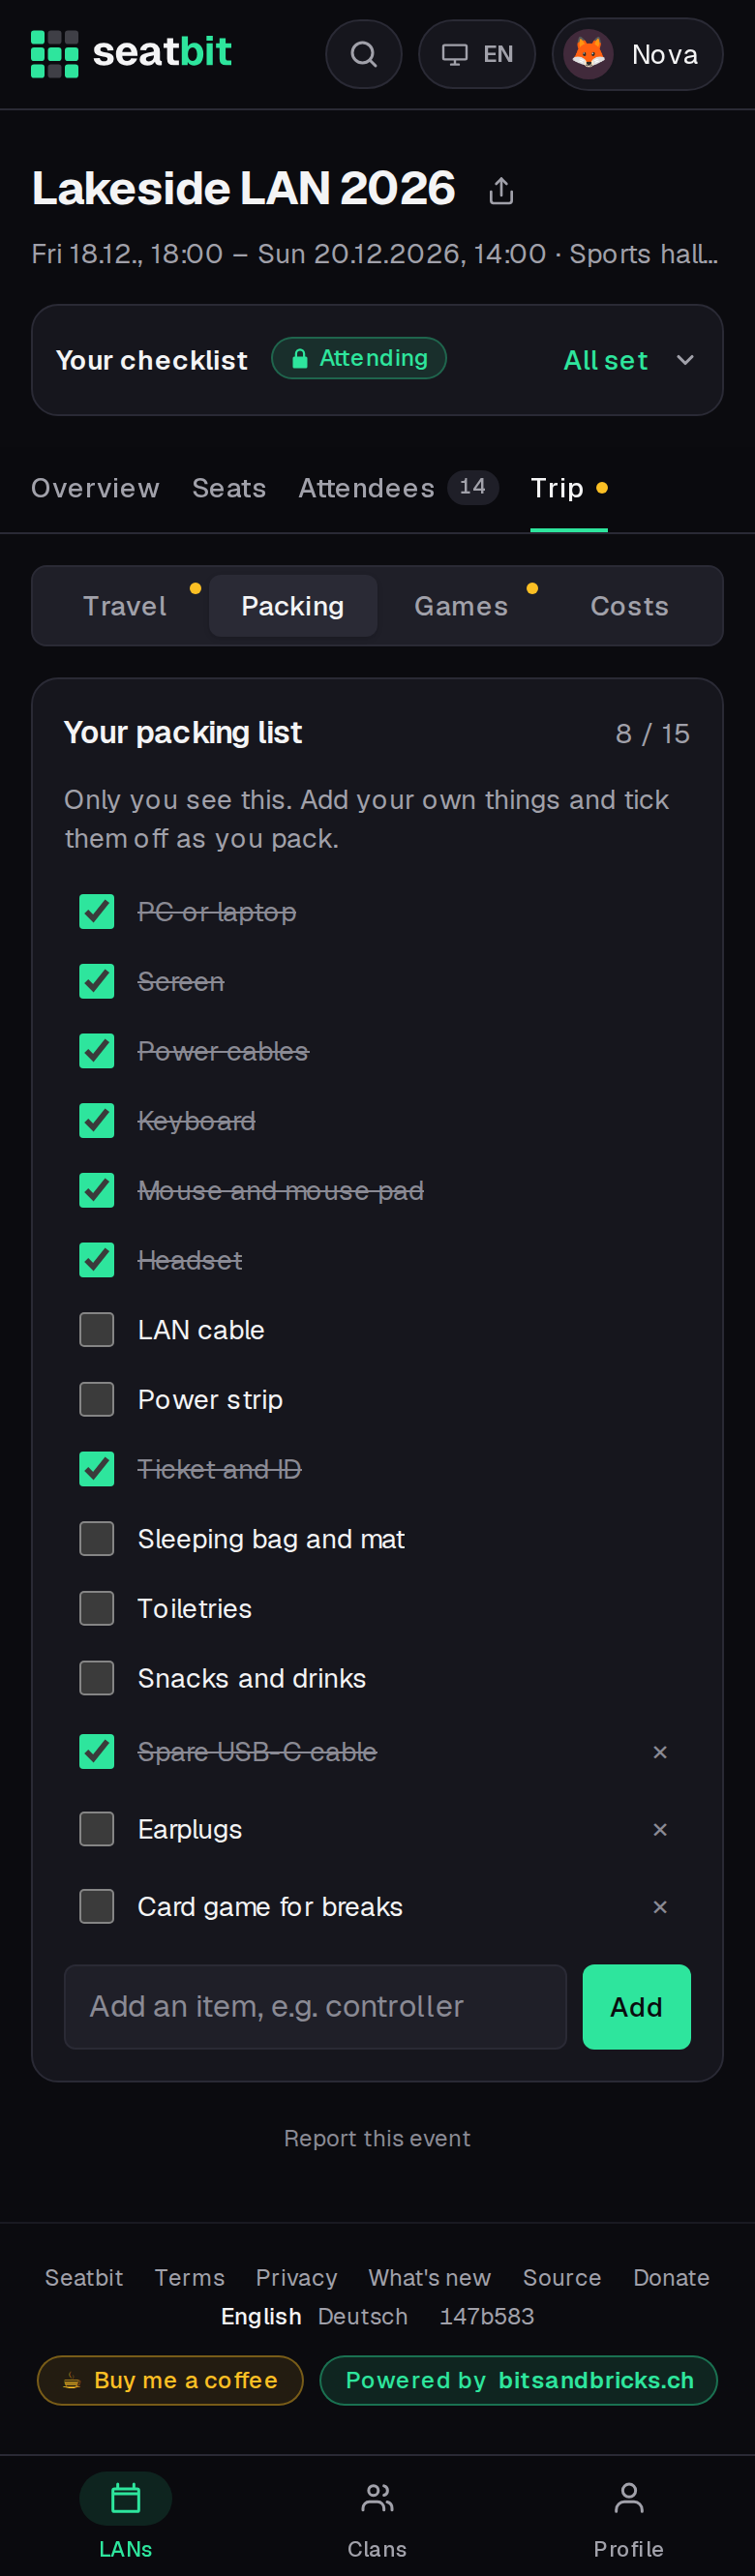 seatbit
EN
Nova
Lakeside LAN 2026
Fri 18.12., 18:00 – Sun 20.12.2026, 14:00 · Sports hall...
Your checklist
Attending
All set
Overview
Seats
Attendees 14
Trip
Travel
Packing
Games
Costs
Your packing list
8 / 15
Only you see this. Add your own things and tick
them off as you pack.
PC or laptop
Screen
Power cables
Keyboard
Mouse and mouse pad
Headset
LAN cable
Power strip
Ticket and ID
Sleeping bag and mat
Toiletries
Snacks and drinks
Spare USB-C cable ×
Earplugs ×
Card game for breaks ×
Add an item, e.g. controller
Add
Report this event
Seatbit Terms Privacy What's new Source Donate
English Deutsch 147b583
Buy me a coffee
Powered by bitsandbricks.ch
LANs
Clans
Profile